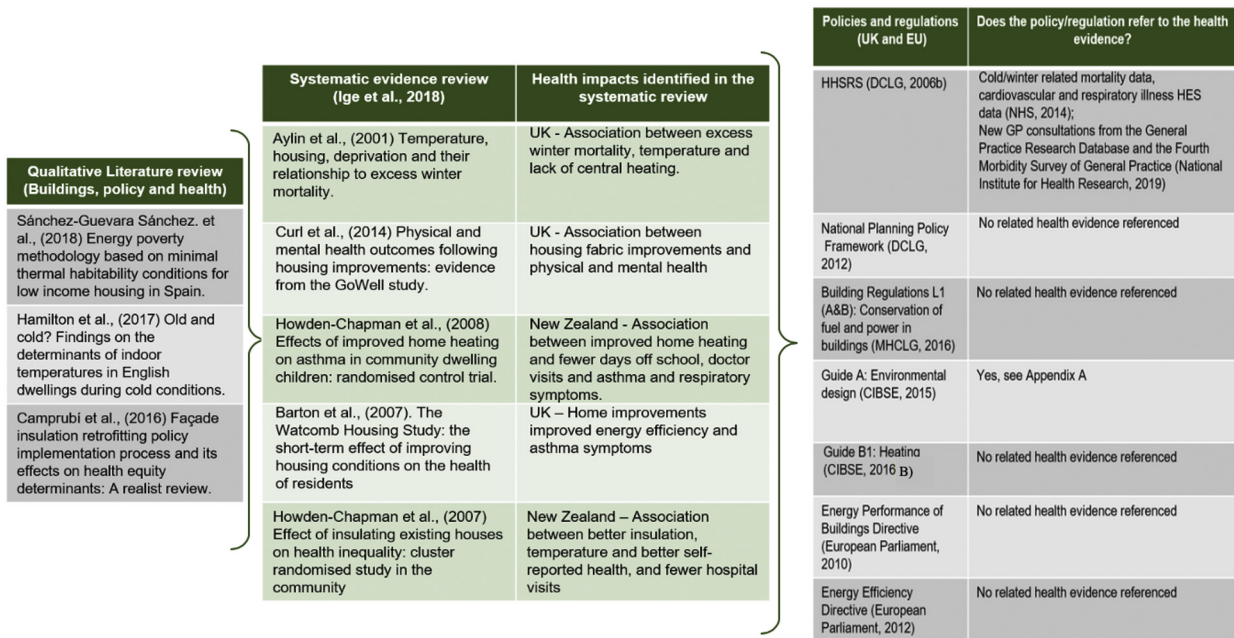 Qualitative Literature review
(Buildings, policy and health)
Sánchez-Guevara Sánchez. et
al., (2018) Energy poverty
methodology based on minimal
thermal habitability conditions for
low income housing in Spain.
Hamilton et al., (2017) Old and
cold? Findings on the
determinants of indoor
temperatures in English
dwellings during cold conditions.
Camprubí et al., (2016) Façade
insulation retrofitting policy
implementation process and its
effects on health equity
determinants: A realist review.
Systematic evidence review
(Ige et al., 2018)
Health impacts identified in the
systematic review
Aylin et al., (2001) Temperature,
housing, deprivation and their
relationship to excess winter
mortality.
UK - Association between excess
winter mortality, temperature and
lack of central heating.
Curl et al., (2014) Physical and
mental health outcomes following
housing improvements: evidence
from the GoWell study.
UK - Association between
housing fabric improvements and
physical and mental health
Howden-Chapman et al., (2008)
Effects of improved home heating
on asthma in community dwelling
children: randomised control trial.
New Zealand - Association
between improved home heating
and fewer days off school, doctor
visits and asthma and respiratory
symptoms.
Barton et al., (2007). The
Watcomb Housing Study: the
short-term effect of improving
housing conditions on the health
of residents
UK – Home improvements
improved energy efficiency and
asthma symptoms
Howden-Chapman et al., (2007)
Effect of insulating existing houses
on health inequality: cluster
randomised study in the
community
New Zealand – Association
between better insulation,
temperature and better self-
reported health, and fewer hospital
visits
Policies and regulations
(UK and EU)
Does the policy/regulation refer to the health
evidence?
HHSRS (DCLG, 2006b)
Cold/winter related mortality data,
cardiovascular and respiratory illness HES
data (NHS, 2014);
New GP consultations from the General
Practice Research Database and the Fourth
Morbidity Survey of General Practice (National
Institute for Health Research, 2019)
National Planning Policy
Framework (DCLG,
2012)
No related health evidence referenced
Building Regulations L1
(A&B): Conservation of
fuel and power in
buildings (MHCLG, 2016)
No related health evidence referenced
Guide A: Environmental
design (CIBSE, 2015)
Yes, see Appendix A
Guide B1: Heating
(CIBSE, 2016 B)
No related health evidence referenced
Energy Performance of
Buildings Directive
(European Parliament,
2010)
No related health evidence referenced
Energy Efficiency
Directive (European
Parliament, 2012)
No related health evidence referenced